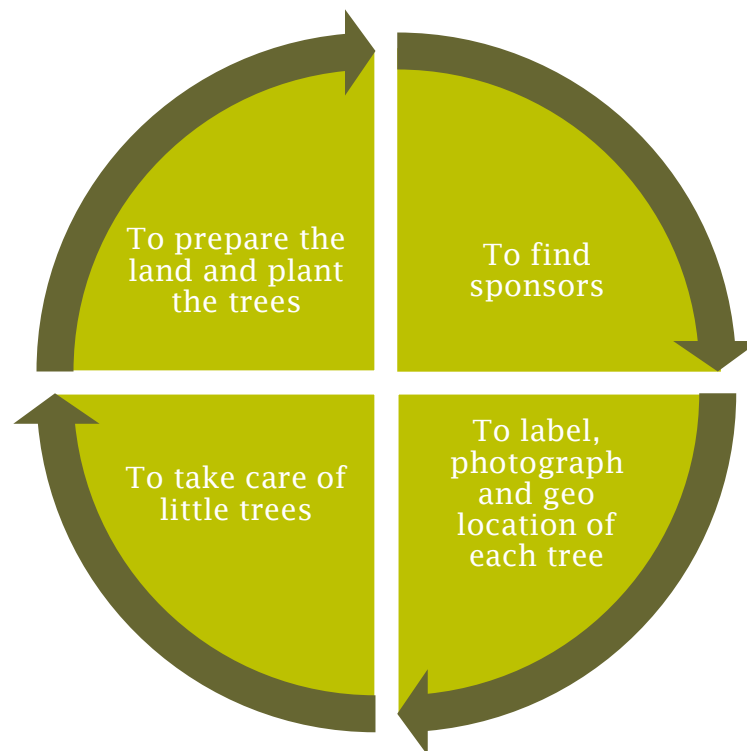 To prepare the
land and plant
the trees
To find
sponsors
To take care of
little trees
To label,
photograph
and geo
location of
each tree